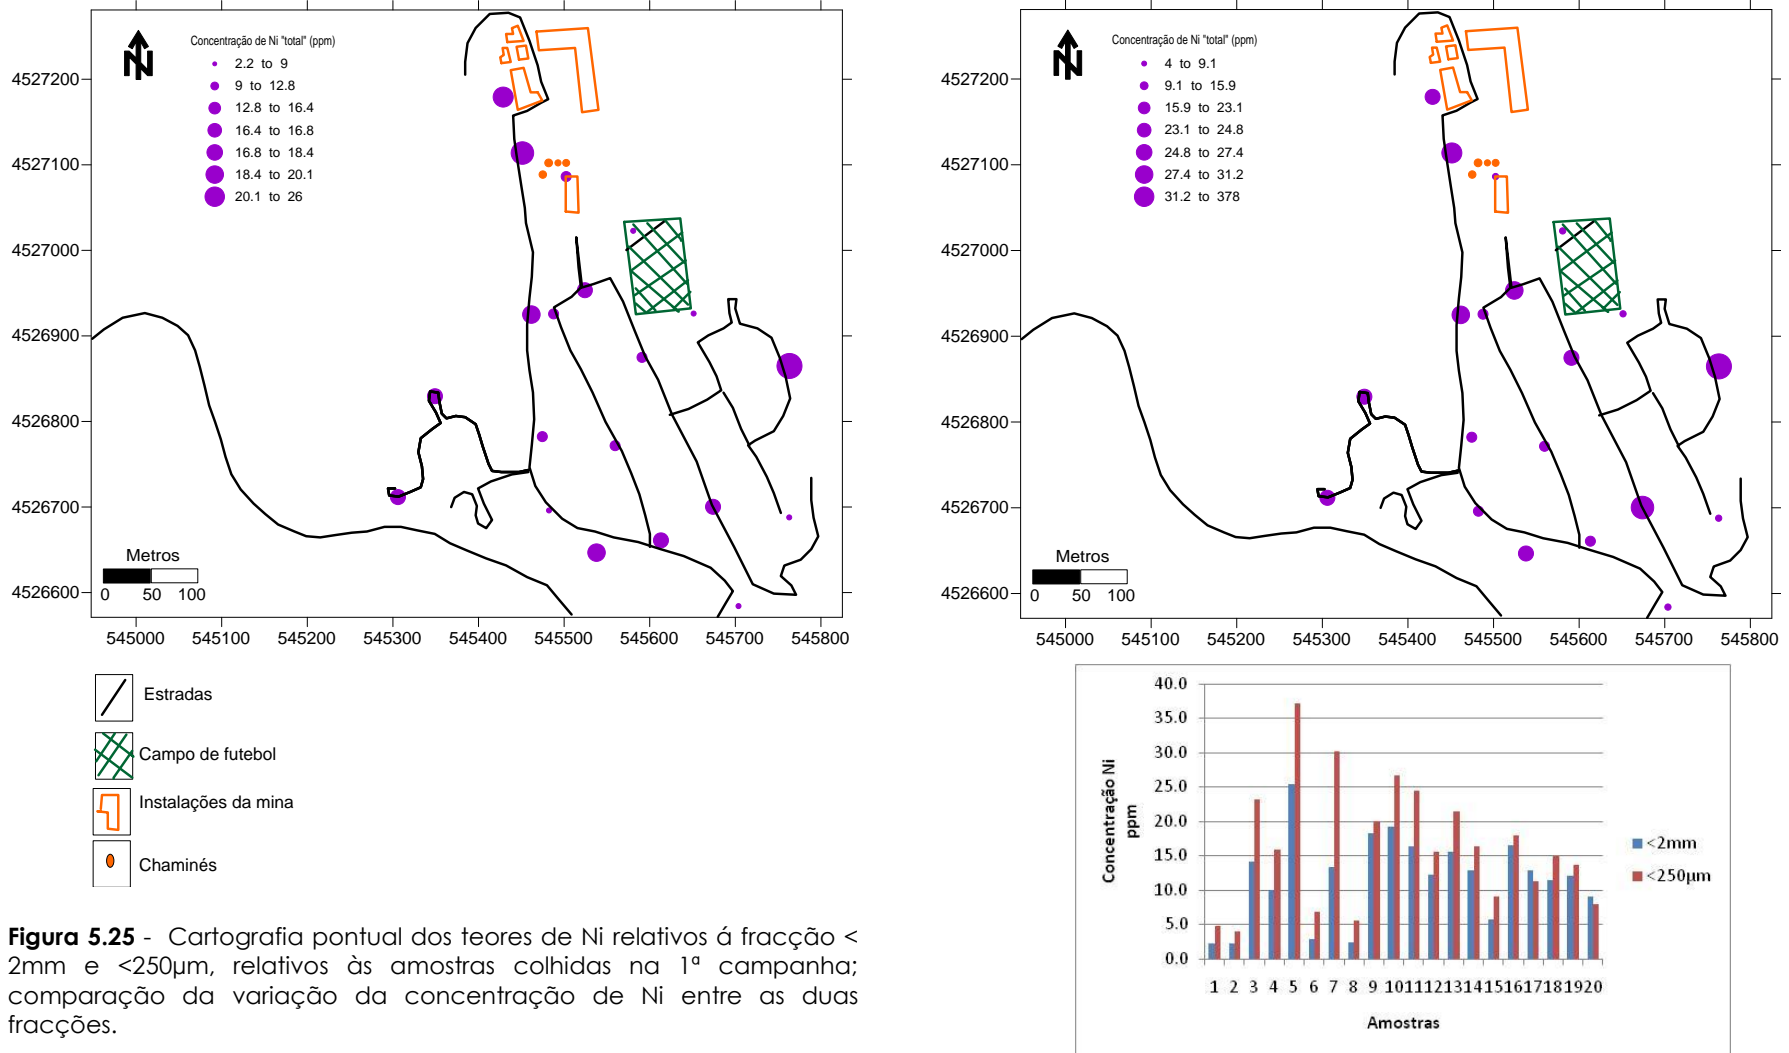 Concentração de Ni "total" (ppm)
2.2 to 9
9 to 12.8
12.8 to 16.4
16.4 to 16.8
16.8 to 18.4
18.4 to 20.1
20.1 to 26
N
4527200
4527100
4527000
4526900
4526800
4526700
4526600
Metros
0 50 100
545000 545100 545200 545300 545400 545500 545600 545700 545800
Concentração de Ni "total" (ppm)
4 to 9.1
9.1 to 15.9
15.9 to 23.1
23.1 to 24.8
24.8 to 27.4
27.4 to 31.2
31.2 to 378
N
4527200
4527100
4527000
4526900
4526800
4526700
4526600
Metros
0 50 100
545000 545100 545200 545300 545400 545500 545600 545700 545800
Estradas
Campo de futebol
Instalações da mina
Chaminés
40.0
35.0
30.0
25.0
20.0
15.0
10.0
5.0
0.0
Concentração Ni
ppm
1 2 3 4 5 6 7 8 9 10 11 12 13 14 15 16 17 18 19 20
Amostras
<2mm
<250µm
Figura 5.25 - Cartografia pontual dos teores de Ni relativos á fracção <
2mm e <250µm, relativos às amostras colhidas na 1ª campanha;
comparação da variação da concentração de Ni entre as duas
fracções.